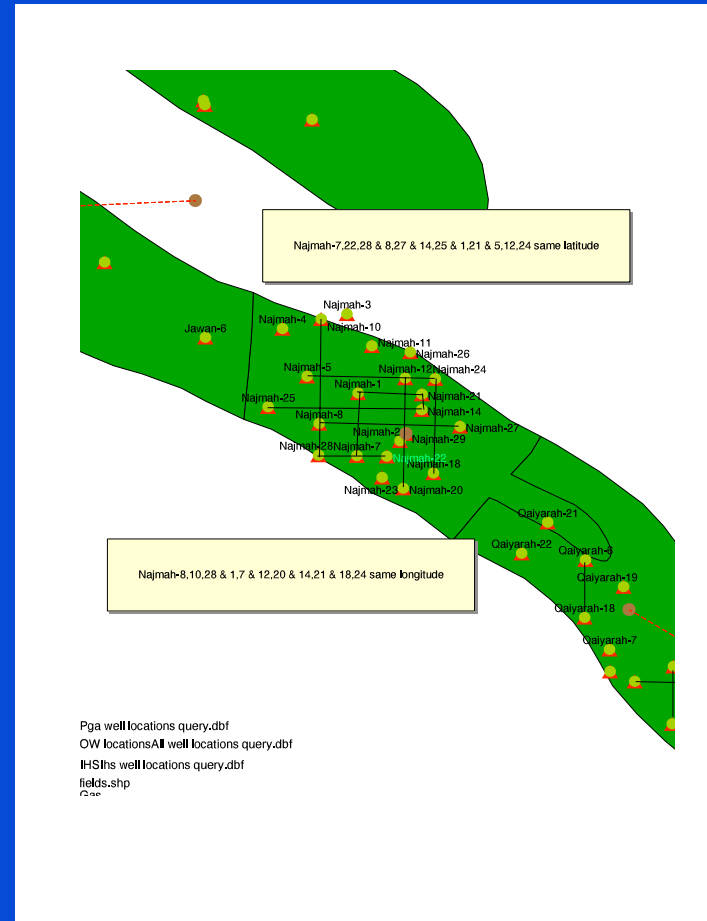 Najmah-7,22,28 & 8,27 & 14,25 & 1,21 & 5,12,24 same latitude
Najmah-3
Najmah-4
Najmah-10
Jawan-6
Najmah-11
Najmah-26
Najmah-5
Najmah-12
Najmah-24
Najmah-1
Najmah-21
Najmah-25
Najmah-14
Najmah-8
Najmah-27
Najmah-2
Najmah-29
Najmah-28
Najmah-7
Najmah-22
Najmah-18
Najmah-23
Najmah-20
Qaiyarah-21
Qaiyarah-22
Qaiyarah-6
Qaiyarah-19
Najmah-8,10,28 & 1,7 & 12,20 & 14,21 & 18,24 same longitude
Qaiyarah-18
Qaiyarah-7
Pga well locations query.dbf
OW locationsAll well locations query.dbf
IHSIhs well locations query.dbf
fields.shp
Gas